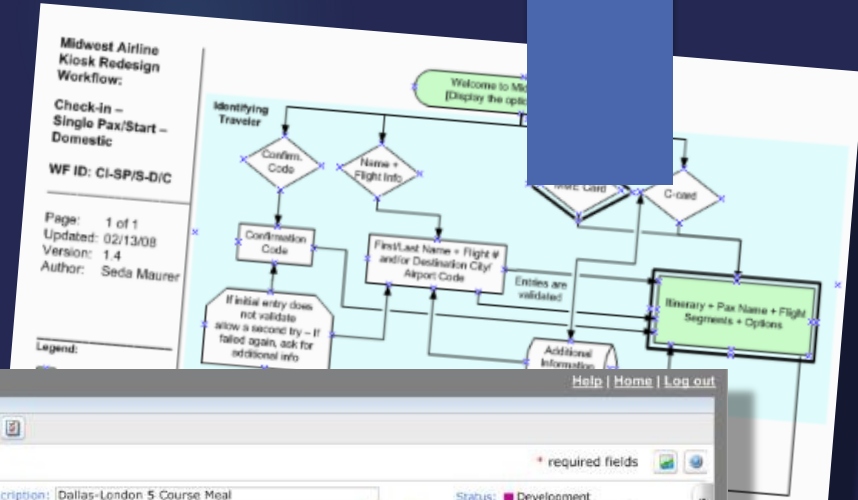 Midwest Airline
Kiosk Redesign
Workflow:
Check-in –
Single Pax/Start –
Domestic
WF ID: CI-SP/S-D/C
Page: 1 of 1
Updated: 02/13/08
Version: 1.4
Author: Seda Maurer
Legend:
Welcome to
[Display the
Identifying
Traveler
Confirm.
Code
Name +
Flight Info
Card
C-card
Confirmation
Code
First/Last Name + Flight #
and/or Destination City/
Airport Code
Entries are
validated
Itinerary + Pax Name + Flight
Segments + Options
If initial entry does
not validate
allow a second try – If
failed again, ask for
additional info
Additional
Information
Help | Home | Log out
* required fields
cription: Dallas-London 5 Course Meal
Status: Development